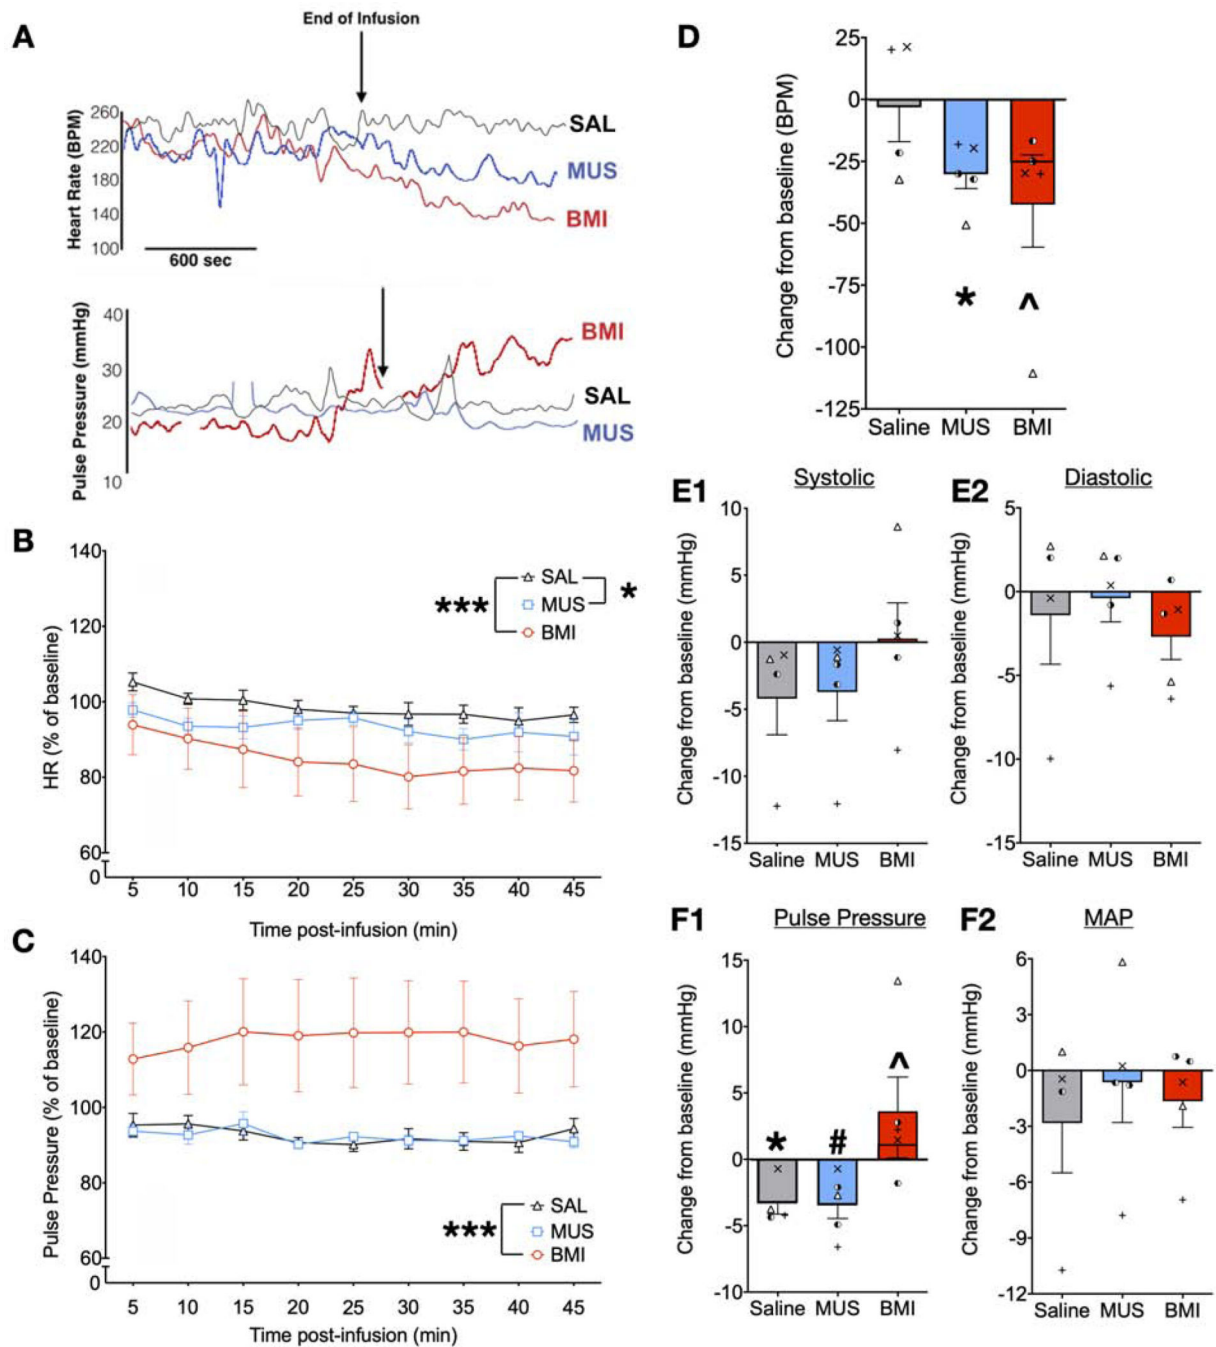 A
End of Infusion
Heart Rate (BPM)
260
220
180
140
100
SAL
MUS
BMI
600 sec
Pulse Pressure (mmHg)
40
30
20
10
BMI
SAL
MUS
B
HR (% of baseline)
140
120
100
80
60
0
*** SAL *
MUS
BMI
5 10 15 20 25 30 35 40 45
Time post-infusion (min)
C
Pulse Pressure (% of baseline)
140
120
100
80
60
0
SAL
*** MUS
BMI
5 10 15 20 25 30 35 40 45
Time post-infusion (min)
D
Change from baseline (BPM)
25
0
-25
-50
-75
-100
-125
* ^
Saline MUS BMI
E1
Systolic
Change from baseline (mmHg)
10
5
0
-5
-10
-15
Saline MUS BMI
E2
Diastolic
Change from baseline (mmHg)
5
0
-5
-10
-15
Saline MUS BMI
F1
Pulse Pressure
Change from baseline (mmHg)
15
10
5
0
-5
-10
* # ^
Saline MUS BMI
F2
MAP
Change from baseline (mmHg)
6
3
0
-3
-6
-9
-12
Saline MUS BMI